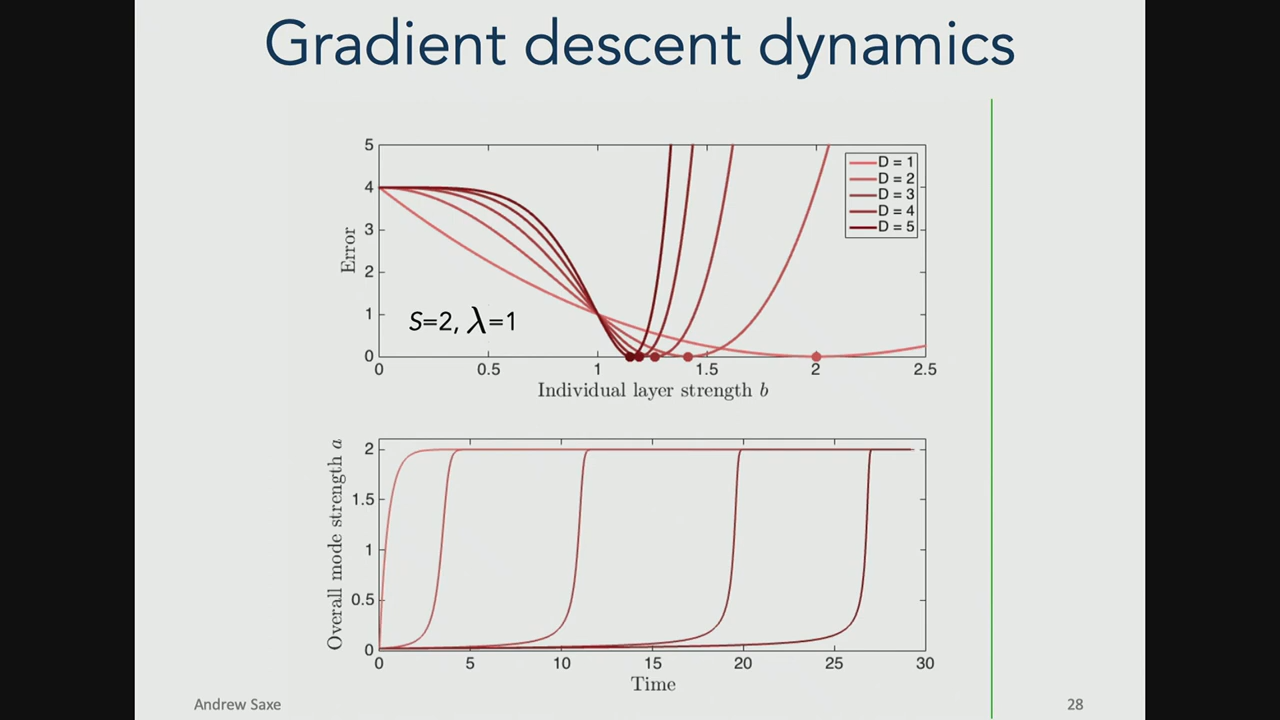 Gradient descent dynamics
5
4
3
2
1
0
Error
D = 1
D = 2
D = 3
D = 4
D = 5
S=2, λ=1
0 0.5 1 1.5 2 2.5
Individual layer strength b
2
1.5
1
0.5
0
Overall mode strength a
0 5 10 15 20 25 30
Time
Andrew Saxe
28